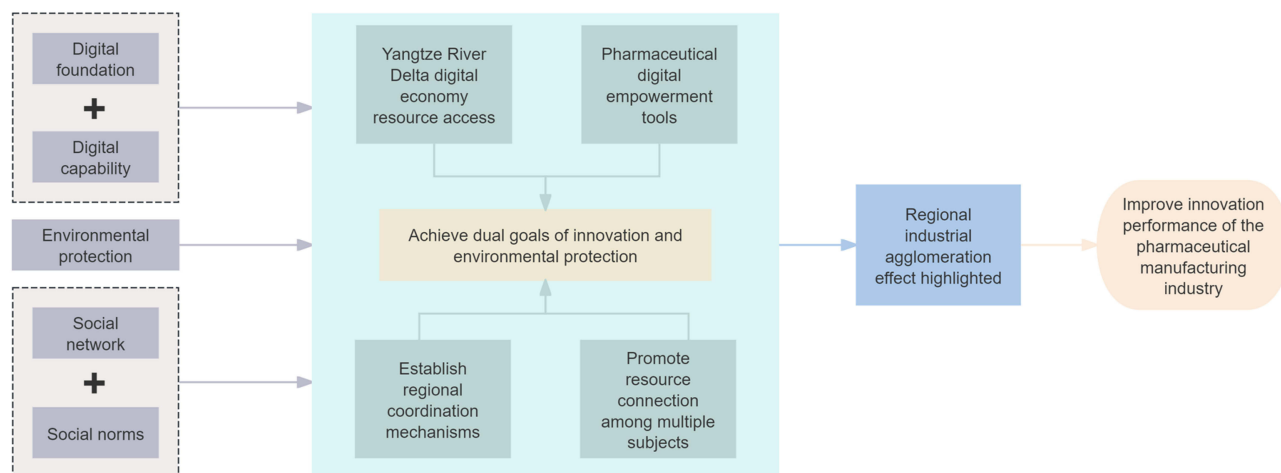 Digital
foundation
+
Digital
capability
Environmental
protection
Social
network
+
Social norms
Yangtze River
Delta digital
economy
resource access
Pharmaceutical
digital
empowerment
tools
Achieve dual goals of innovation and
environmental protection
Establish
regional
coordination
mechanisms
Promote
resource
connection
among multiple
subjects
Regional
industrial
agglomeration
effect highlighted
Improve innovation
performance of the
pharmaceutical
manufacturing
industry